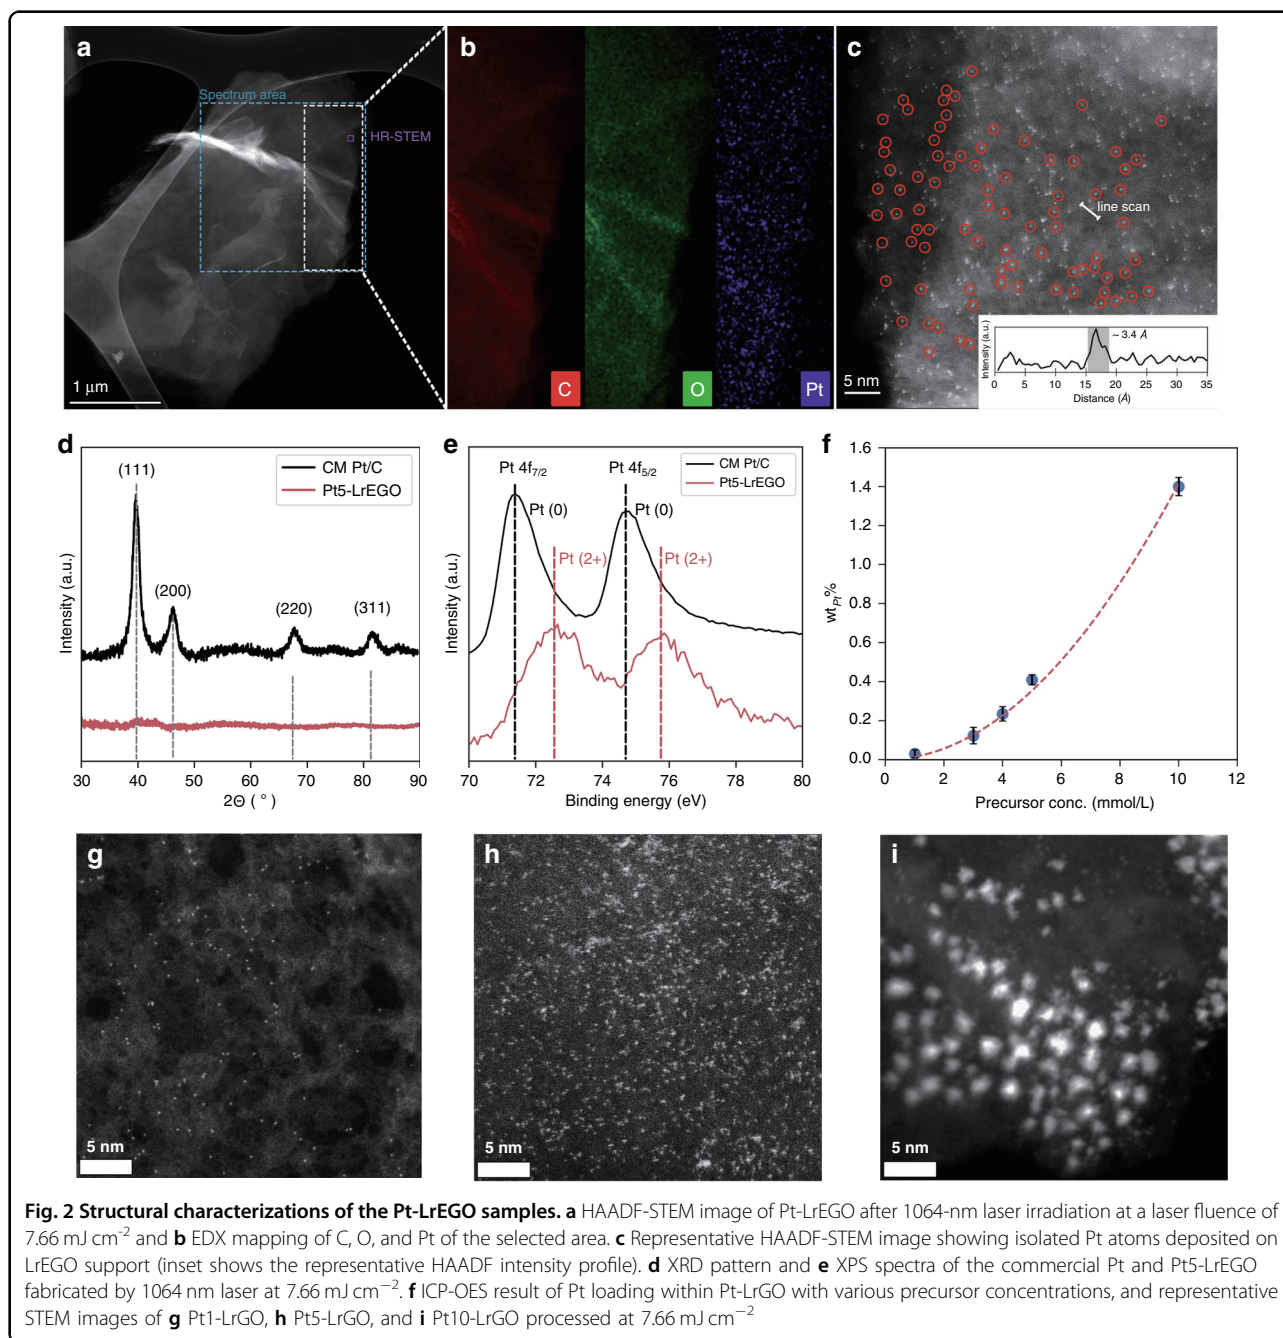 a
Spectrum area
HR-STEM
1 μm
b
C
O
Pt
c
line scan
5 nm
Intensity (a.u.)
~ 3.4 Å
0 5 10 15 20 25 30 35
Distance (Å)
d
Intensity (a.u.)
(111)
(200)
(220)
(311)
CM Pt/C
Pt5-LrEGO
30 40 50 60 70 80 90
2Θ ( ° )
e
Intensity (a.u.)
Pt 4f7/2
Pt 4f5/2
CM Pt/C
Pt5-LrEGO
Pt (0)
Pt (0)
Pt (2+)
Pt (2+)
70 72 74 76 78 80
Binding energy (eV)
f
wtPt%
1.6
1.4
1.2
1.0
0.8
0.6
0.4
0.2
0.0
0 2 4 6 8 10 12
Precursor conc. (mmol/L)
g
5 nm
h
5 nm
i
5 nm
Fig. 2 Structural characterizations of the Pt-LrEGO samples. a HAADF-STEM image of Pt-LrEGO after 1064-nm laser irradiation at a laser fluence of
7.66 mJ cm⁻² and b EDX mapping of C, O, and Pt of the selected area. c Representative HAADF-STEM image showing isolated Pt atoms deposited on
LrEGO support (inset shows the representative HAADF intensity profile). d XRD pattern and e XPS spectra of the commercial Pt and Pt5-LrEGO
fabricated by 1064 nm laser at 7.66 mJ cm⁻². f ICP-OES result of Pt loading within Pt-LrGO with various precursor concentrations, and representative
STEM images of g Pt1-LrGO, h Pt5-LrGO, and i Pt10-LrGO processed at 7.66 mJ cm⁻²